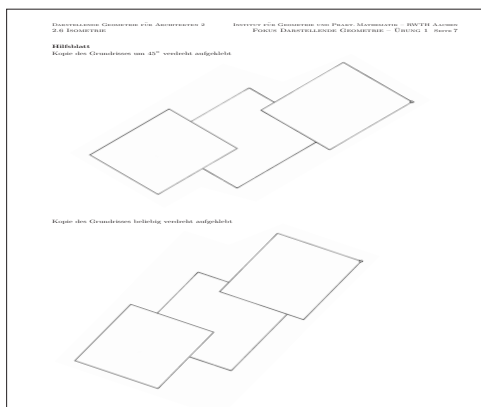 Darstellende Geometrie für Architekten 2 Institut für Geometrie und Prakt. Mathematik – RWTH Aachen
2.6 Isometrie Fokus Darstellende Geometrie – Übung 1 Seite 7
Hilfsblatt
Kopie des Grundrisses um 45° verdreht aufgeklebt
Kopie des Grundrisses beliebig verdreht aufgeklebt